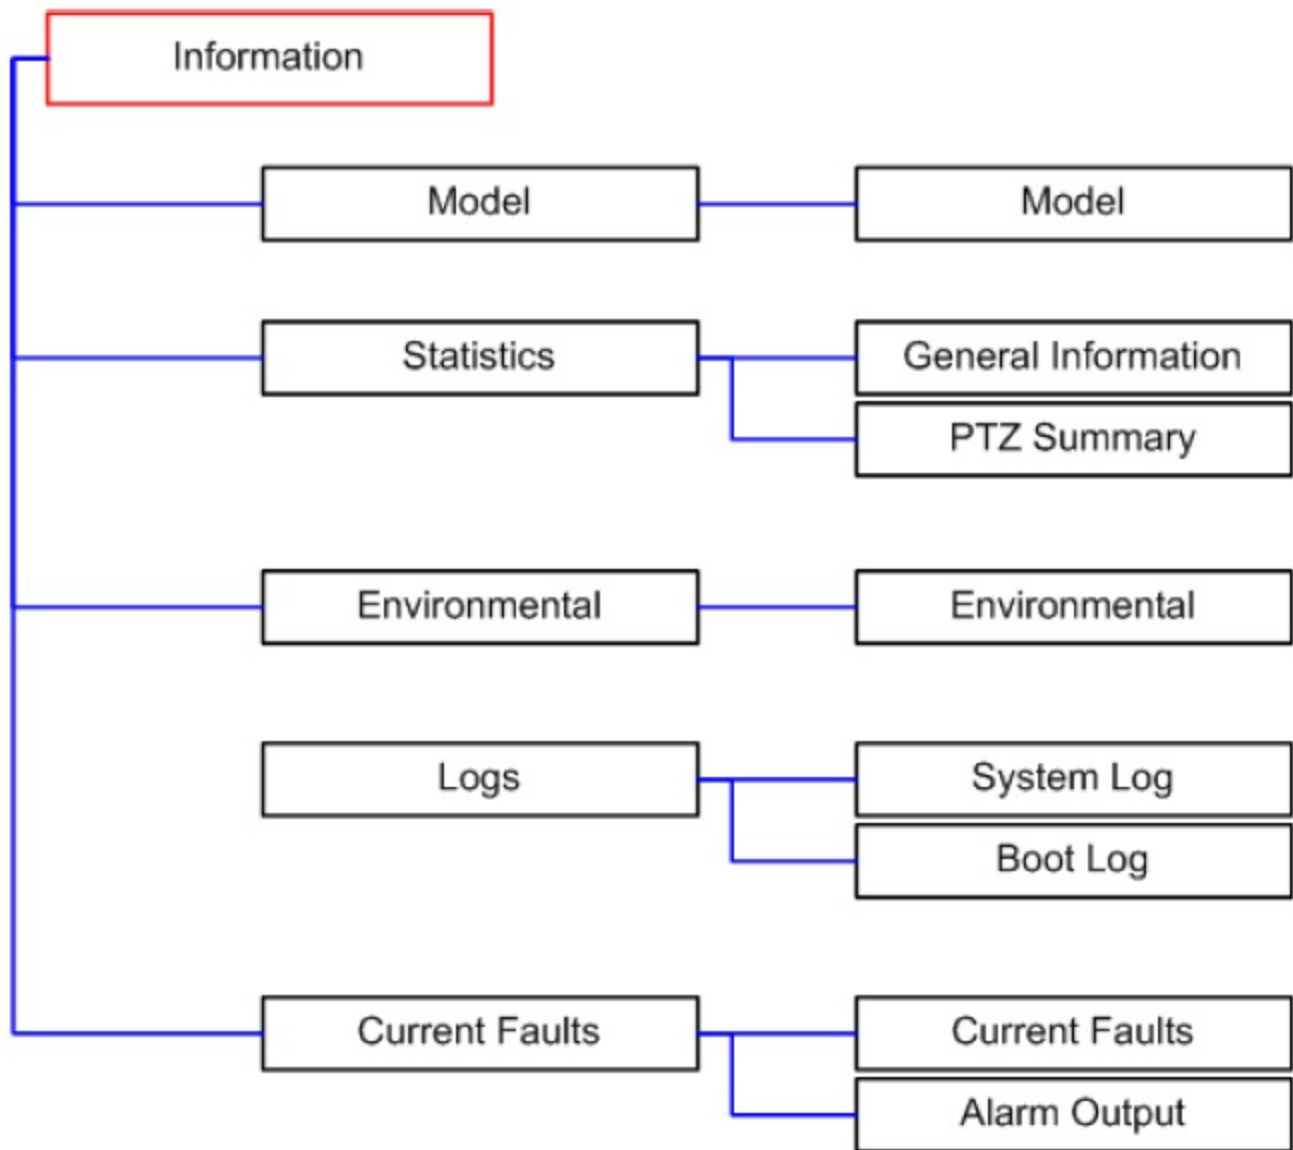 Information
Model
Model
Statistics
General Information
PTZ Summary
Environmental
Environmental
Logs
System Log
Boot Log
Current Faults
Current Faults
Alarm Output